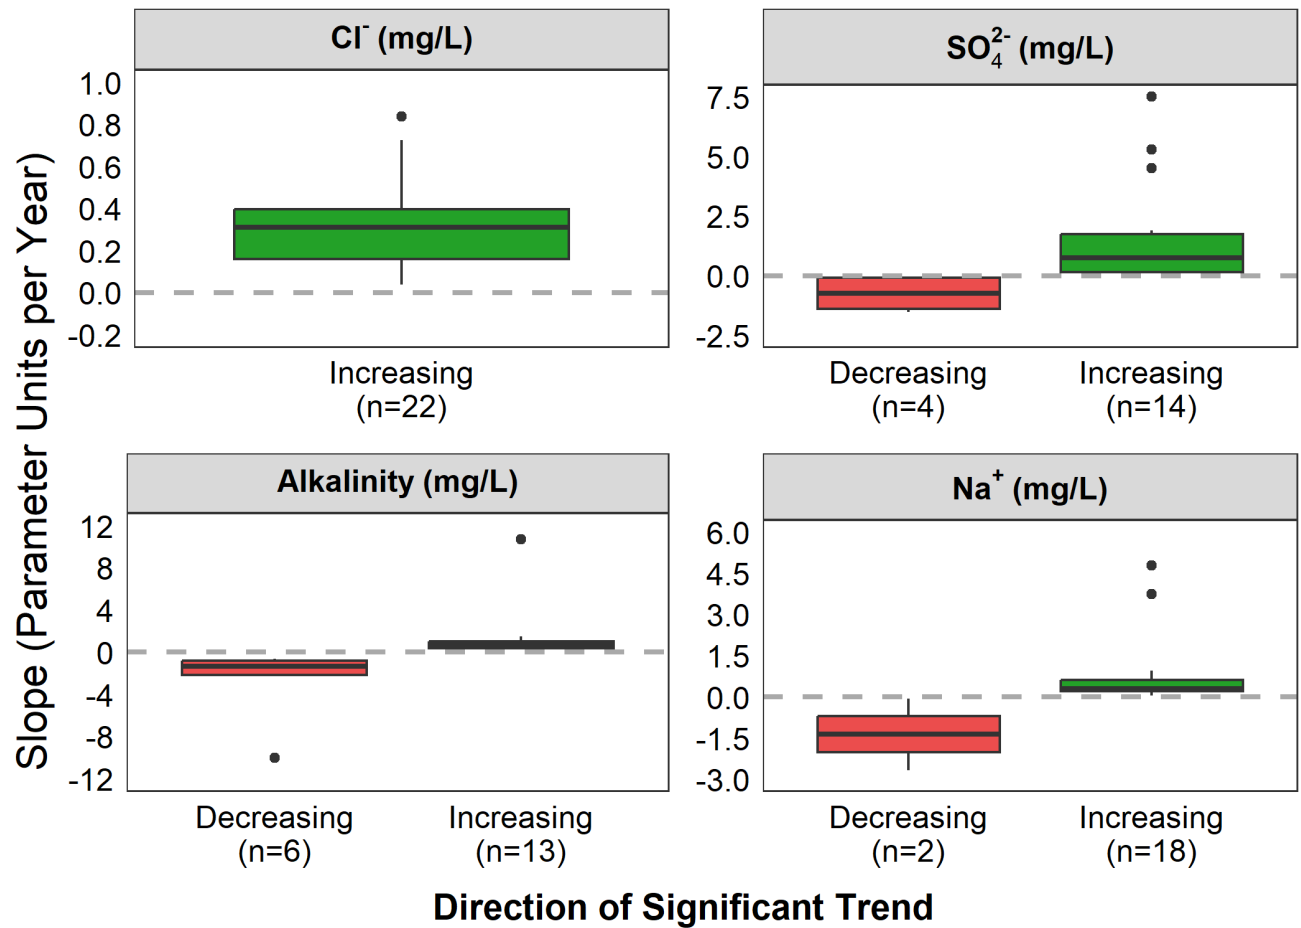 Slope (Parameter Units per Year)
Cl⁻ (mg/L)
1.0
0.8
0.6
0.4
0.2
0.0
-0.2
Increasing
(n=22)
SO₄²⁻ (mg/L)
7.5
5.0
2.5
0.0
-2.5
Decreasing
(n=4)
Increasing
(n=14)
Alkalinity (mg/L)
12
8
4
0
-4
-8
-12
Decreasing
(n=6)
Increasing
(n=13)
Na⁺ (mg/L)
6.0
4.5
3.0
1.5
0.0
-1.5
-3.0
Decreasing
(n=2)
Increasing
(n=18)
Direction of Significant Trend